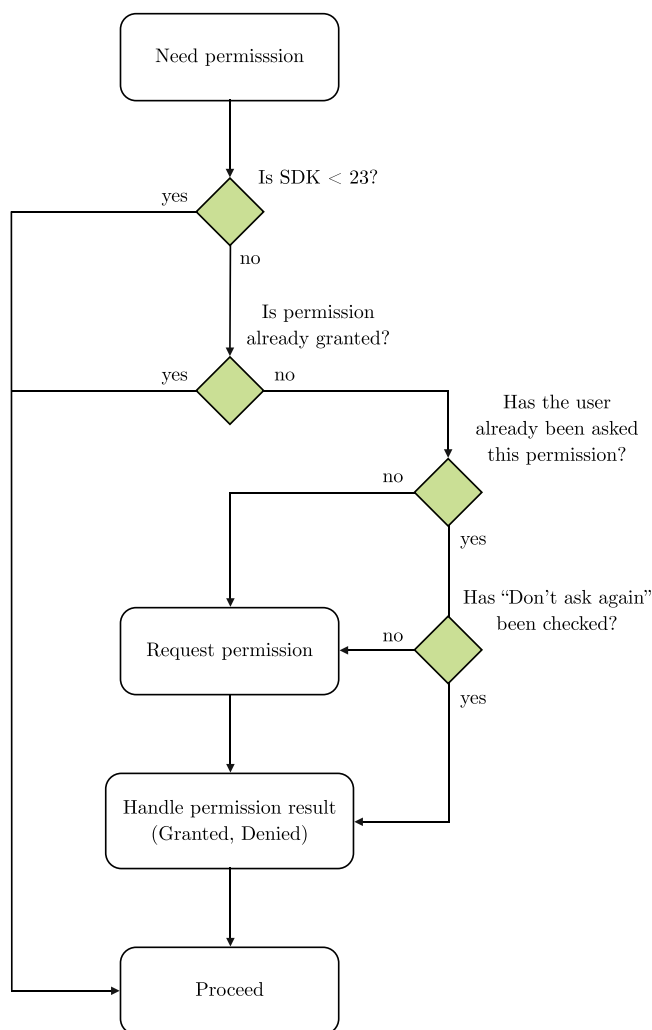 Need permisssion
Is SDK < 23?
yes
no
Is permission
already granted?
yes
no
Has the user
already been asked
this permission?
no
yes
Has “Don’t ask again”
been checked?
no
Request permission
yes
Handle permission result
(Granted, Denied)
Proceed